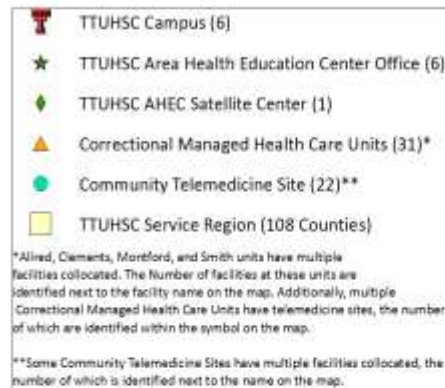 TTUHSC Campus (6)
TTUHSC Area Health Education Center Office (6)
TTUHSC AHEC Satellite Center (1)
Correctional Managed Health Care Units (31)*
Community Telemedicine Site (22)**
TTUHSC Service Region (108 Counties)
*Allred, Clements, Montford, and Smith units have multiple
facilities collocated. The Number of facilities at these units are
identified next to the facility name on the map. Additionally, multiple
Correctional Managed Health Care Units have telemedicine sites, the number
of which are identified within the symbol on the map.
**Some Community Telemedicine Sites have multiple facilities collocated, the
number of which is identified next to the name on the map.